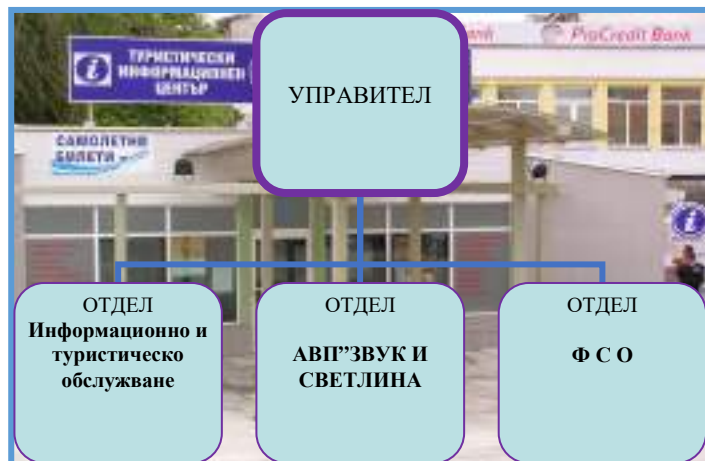 ТУРИСТИЧЕСКИ
ИНФОРМАЦИОНЕН
ЦЕНТЪР
ProCredit Bank
САМОЛЕТНИ
БИЛЕТИ
УПРАВИТЕЛ
ОТДЕЛ
Информационно и
туристическо
обслужване
ОТДЕЛ
АВП”ЗВУК И
СВЕТЛИНА
ОТДЕЛ
Ф С О